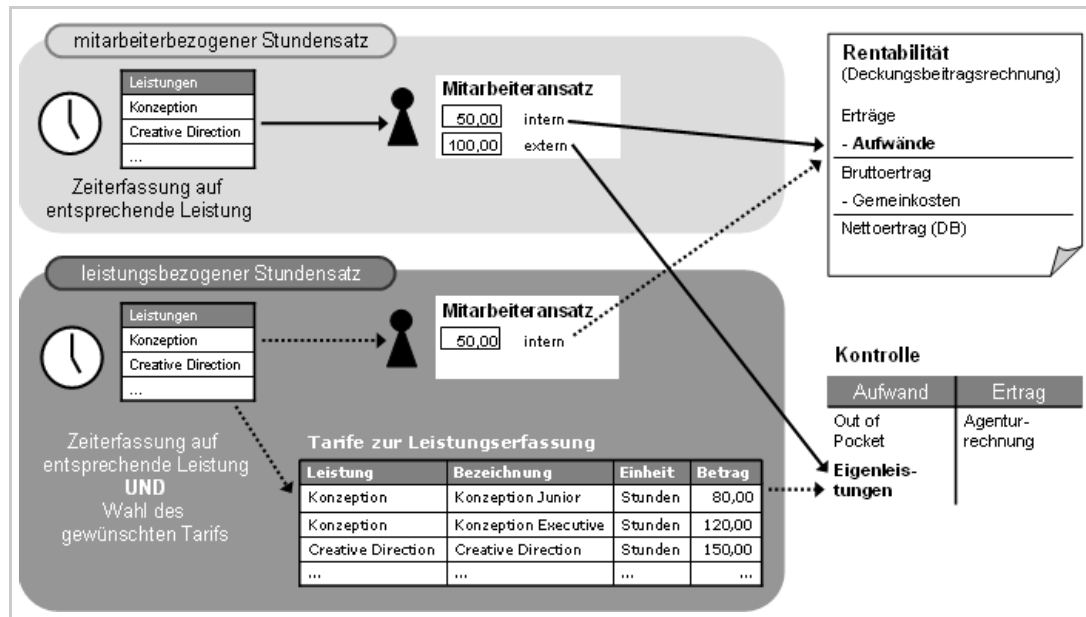 mitarbeiterbezogener Stundensatz
Leistungen
Konzeption
Creative Direction
...
Zeiterfassung auf
entsprechende Leistung
Mitarbeiteransatz
50,00 intern
100,00 extern
Rentabilität
(Deckungsbeitragsrechnung)
Erträge
- Aufwände
Bruttoertrag
- Gemeinkosten
Nettoertrag (DB)
leistungsbezogener Stundensatz
Leistungen
Konzeption
Creative Direction
...
Zeiterfassung auf
entsprechende Leistung
UND
Wahl des
gewünschten Tarifs
Mitarbeiteransatz
50,00 intern
Tarife zur Leistungserfassung
Leistung Bezeichnung Einheit Betrag
Konzeption Konzeption Junior Stunden 80,00
Konzeption Konzeption Executive Stunden 120,00
Creative Direction Creative Direction Stunden 150,00
... ... ... ...
Kontrolle
Aufwand Ertrag
Out of Agentur-
Pocket rechnung
Eigenleis-
tungen